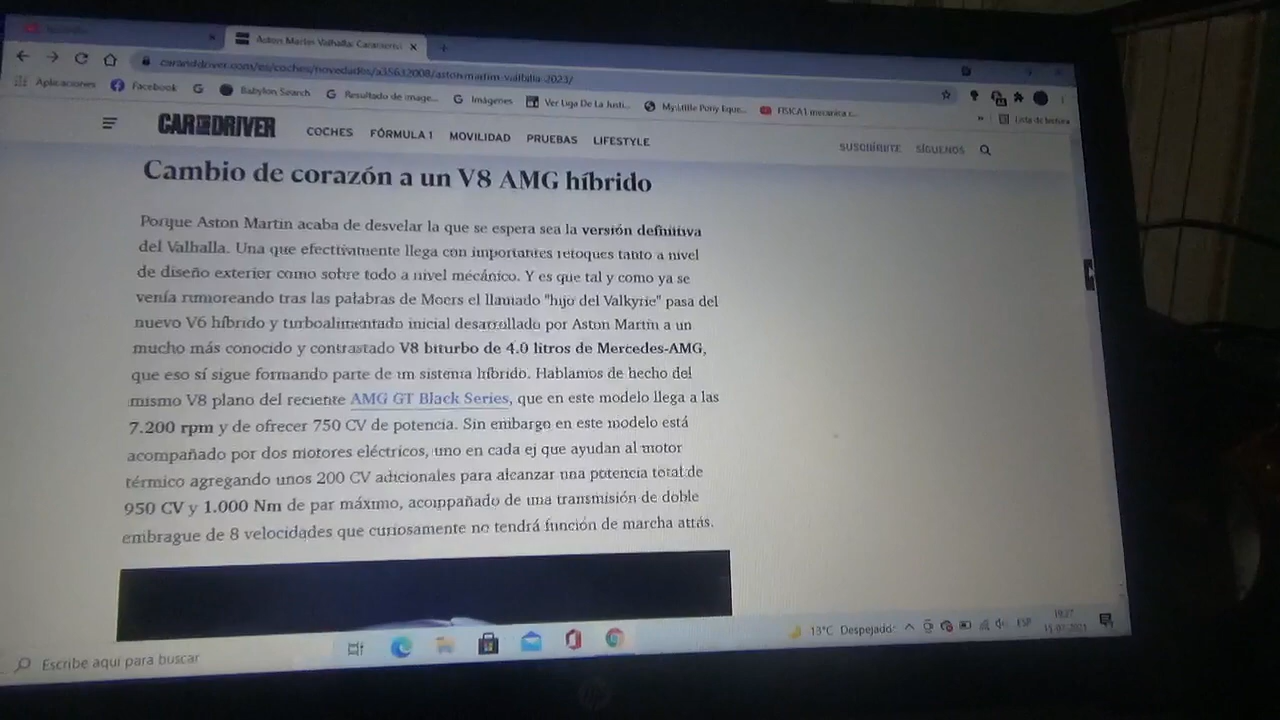 Aston Martin Valhalla: Caracterís
caranddriver.com/es/coches/novedades/a35632008/aston-martin-valhalla-2023/
Aplicaciones Facebook Babylon Search Resultado de image... Imágenes Ver Liga De La Justi... My Little Pony Eque... FISICA1 mecanica c... » Lista de lectura
CAR AND DRIVER COCHES FÓRMULA 1 MOVILIDAD PRUEBAS LIFESTYLE SUSCRÍBETE SÍGUENOS
Cambio de corazón a un V8 AMG híbrido
Porque Aston Martin acaba de desvelar la que se espera sea la versión definitiva
del Valhalla. Una que efectivamente llega con importantes retoques tanto a nivel
de diseño exterior como sobre todo a nivel mecánico. Y es que tal y como ya se
venía rumoreando tras las palabras de Moers el llamado "hijo del Valkyrie" pasa del
nuevo V6 híbrido y turboalimentado inicial desarrollado por Aston Martin a un
mucho más conocido y contrastado V8 biturbo de 4.0 litros de Mercedes-AMG,
que eso sí sigue formando parte de un sistema híbrido. Hablamos de hecho del
mismo V8 plano del reciente AMG GT Black Series, que en este modelo llega a las
7.200 rpm y de ofrecer 750 CV de potencia. Sin embargo en este modelo está
acompañado por dos motores eléctricos, uno en cada ej que ayudan al motor
térmico agregando unos 200 CV adicionales para alcanzar una potencia total de
950 CV y 1.000 Nm de par máximo, acompañado de una transmisión de doble
embrague de 8 velocidades que curiosamente no tendrá función de marcha atrás.
Escribe aquí para buscar 13°C Despejado ESP
hp